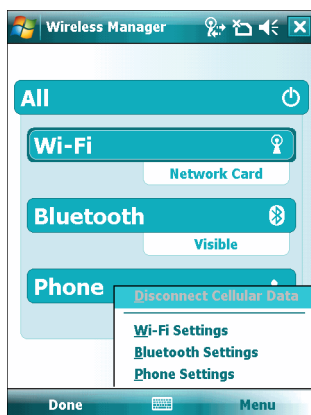 Wireless Manager
All
Wi-Fi
Network Card
Bluetooth
Visible
Phone
Disconnect Cellular Data
Wi-Fi Settings
Bluetooth Settings
Phone Settings
Done
Menu